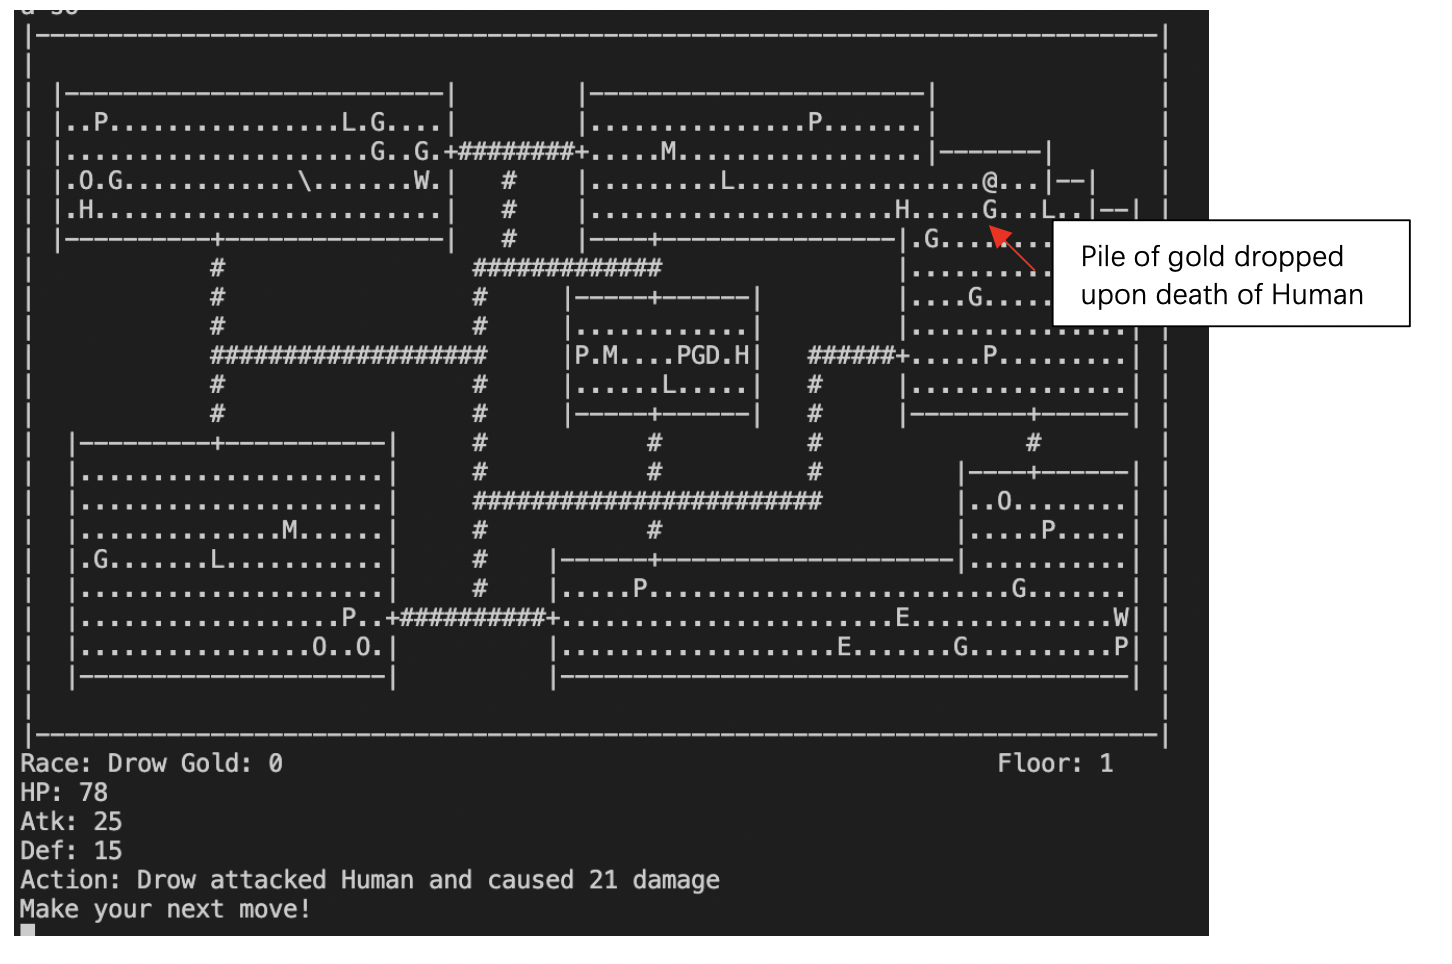 |-----------------------------------------------------------------------------|
|                                                                             |
| |--------------------------|        |-----------------------|               |
| |..P................L.G....|        |...............P.......|               |
| |.....................G..G.+########+.....M.................|-------|       |
| |.O.G............\.......W.|   #    |.........L.................@...|--|    |
| |.H........................|   #    |.....................H.....G...L..|--| |
| |----------+---------------|   #    |----+----------------|.G.......
|            #                 #############                |.........
|            #                 #     |-----+------|         |....G....
|            #                 #     |............|         |...............| |
|            ###################     |P.M....PGD.H|   ######+.....P.........| |
|            #                 #     |......L.....|   #     |...............| |
|            #                 #     |-----+------|   #     |--------+------| |
|  |---------+-----------|     #           #          #              #        |
|  |.....................|     #           #          #         |----+------| |
|  |.....................|     ########################         |..O........| |
|  |..............M......|     #           #                    |.....P.....| |
|  |.G.......L...........|     #    |------+--------------------|...........| |
|  |.....................|     #    |.....P.........................G.......| |
|  |..................P..+##########+.......................E..............W| |
|  |................O..O.|          |...................E.......G..........P| |
|  |---------------------|          |---------------------------------------| |
|                                                                             |
|-----------------------------------------------------------------------------|
Pile of gold dropped
upon death of Human
Race: Drow Gold: 0 Floor: 1
HP: 78
Atk: 25
Def: 15
Action: Drow attacked Human and caused 21 damage
Make your next move!